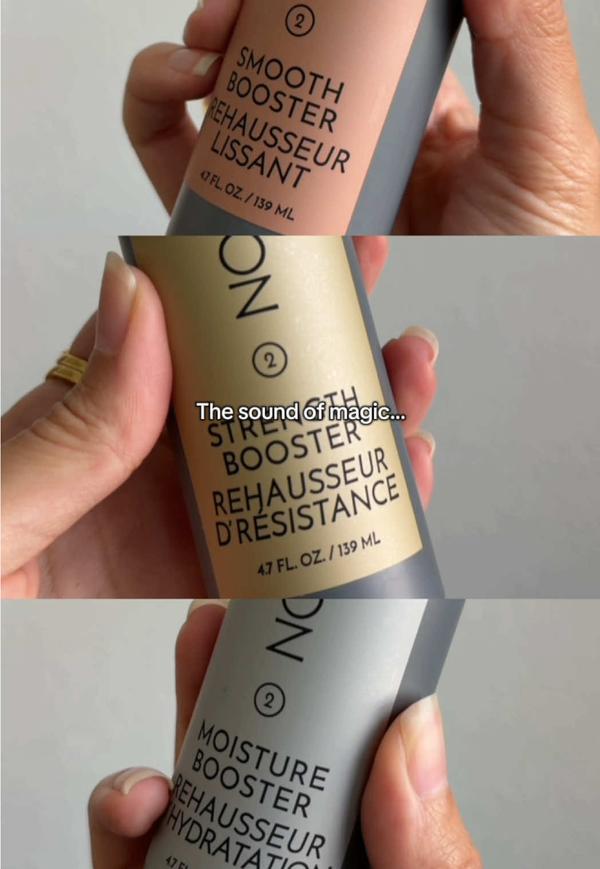 2
SMOOTH
BOOSTER
REHAUSSEUR
LISSANT
4.7 FL. OZ. / 139 ML
NO
2
The sound of magic...
STRENGTH
BOOSTER
REHAUSSEUR
D'RÉSISTANCE
4.7 FL. OZ. / 139 ML
NO
2
MOISTURE
BOOSTER
REHAUSSEUR